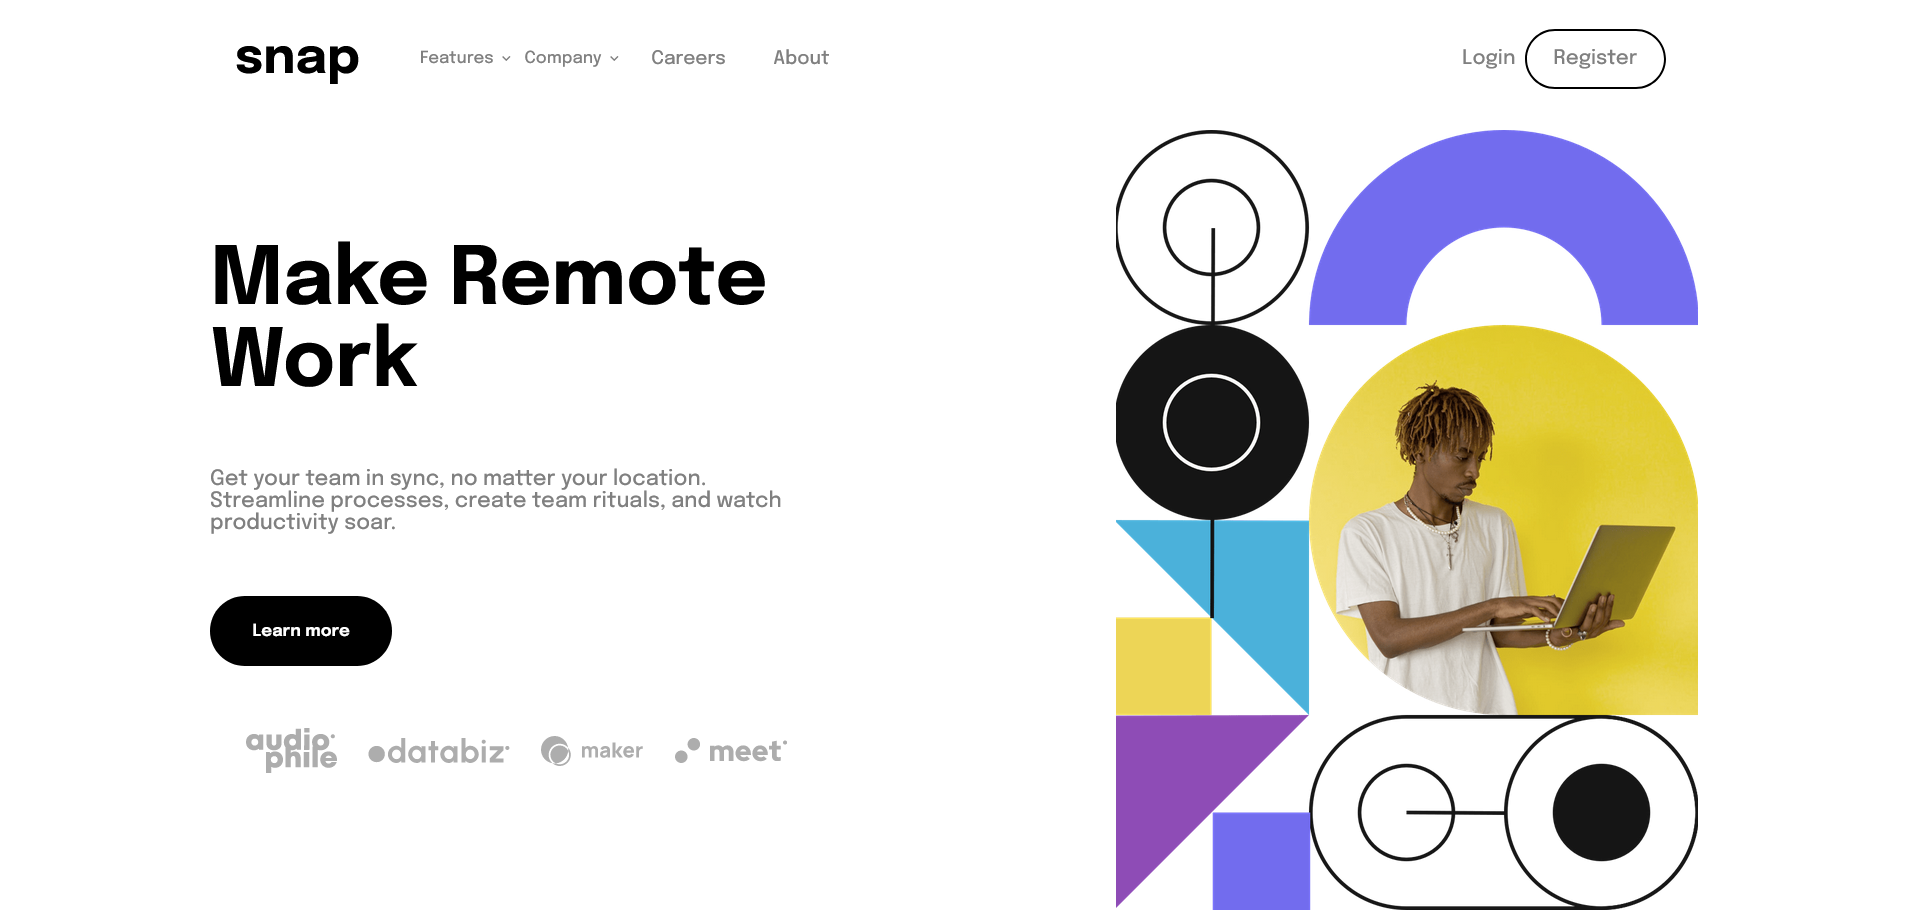 snap
Features Company Careers About
Login Register
Make Remote
Work
Get your team in sync, no matter your location.
Streamline processes, create team rituals, and watch
productivity soar.
Learn more
audiophile databiz maker meet